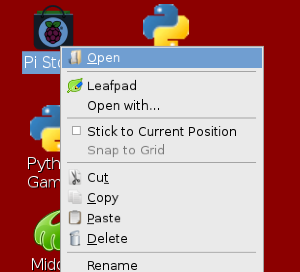 Pi St
Open
Leafpad
Open with...
Stick to Current Position
Snap to Grid
Pyth
Gam
Cut
Copy
Paste
Delete
Mid
Rename